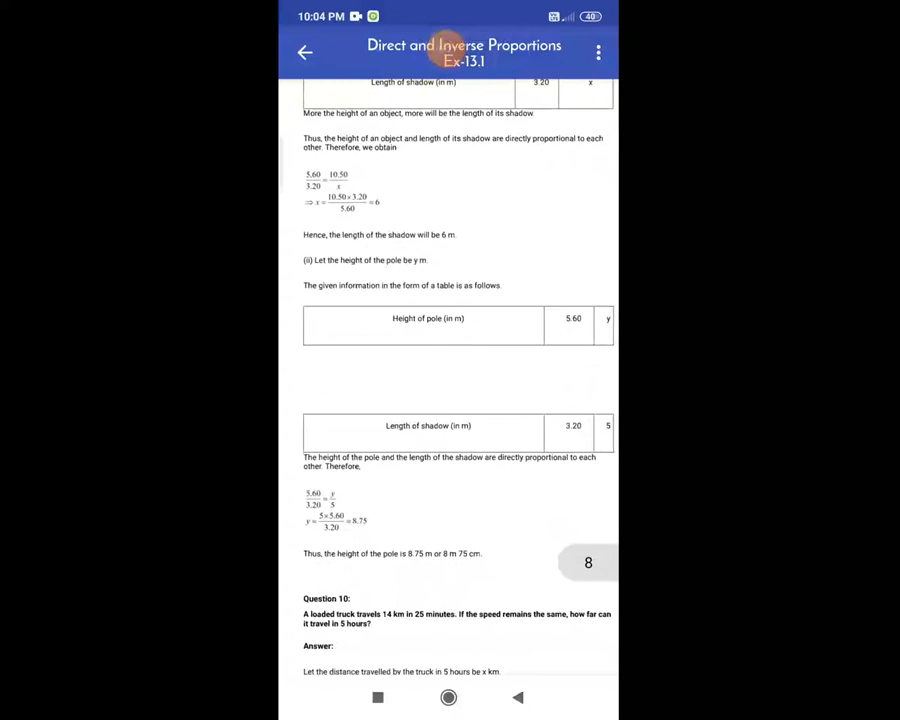 10:04 PM 40
Direct and Inverse Proportions
Ex-13.1
Length of shadow (in m) 3.20 x
More the height of an object, more will be the length of its shadow.
Thus, the height of an object and length of its shadow are directly proportional to each
other. Therefore, we obtain
5.60/3.20 = 10.50/x
⇒ x = 10.50×3.20/5.60 = 6
Hence, the length of the shadow will be 6 m.
(ii) Let the height of the pole be y m.
The given information in the form of a table is as follows.
Height of pole (in m) 5.60 y
Length of shadow (in m) 3.20 5
The height of the pole and the length of the shadow are directly proportional to each
other. Therefore,
5.60/3.20 = y/5
y = 5×5.60/3.20 = 8.75
Thus, the height of the pole is 8.75 m or 8 m 75 cm.
8
Question 10:
A loaded truck travels 14 km in 25 minutes. If the speed remains the same, how far can
it travel in 5 hours?
Answer:
Let the distance travelled by the truck in 5 hours be x km.